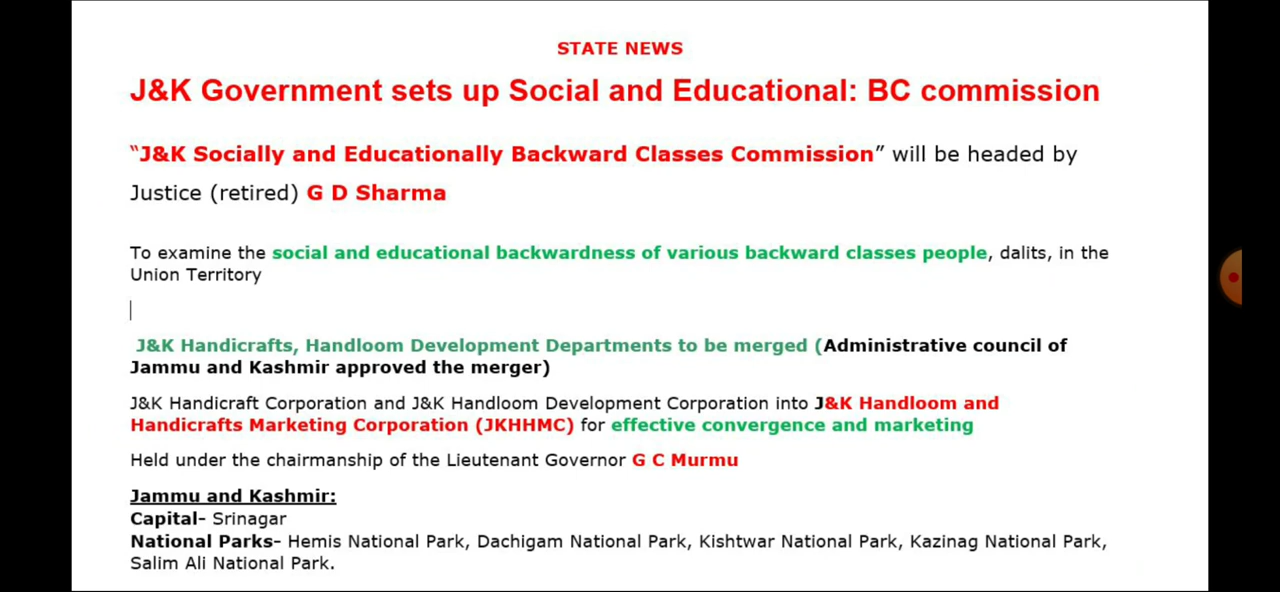 STATE NEWS
J&K Government sets up Social and Educational: BC commission
“J&K Socially and Educationally Backward Classes Commission” will be headed by
Justice (retired) G D Sharma
To examine the social and educational backwardness of various backward classes people, dalits, in the
Union Territory
J&K Handicrafts, Handloom Development Departments to be merged (Administrative council of
Jammu and Kashmir approved the merger)
J&K Handicraft Corporation and J&K Handloom Development Corporation into J&K Handloom and
Handicrafts Marketing Corporation (JKHHMC) for effective convergence and marketing
Held under the chairmanship of the Lieutenant Governor G C Murmu
Jammu and Kashmir:
Capital- Srinagar
National Parks- Hemis National Park, Dachigam National Park, Kishtwar National Park, Kazinag National Park,
Salim Ali National Park.